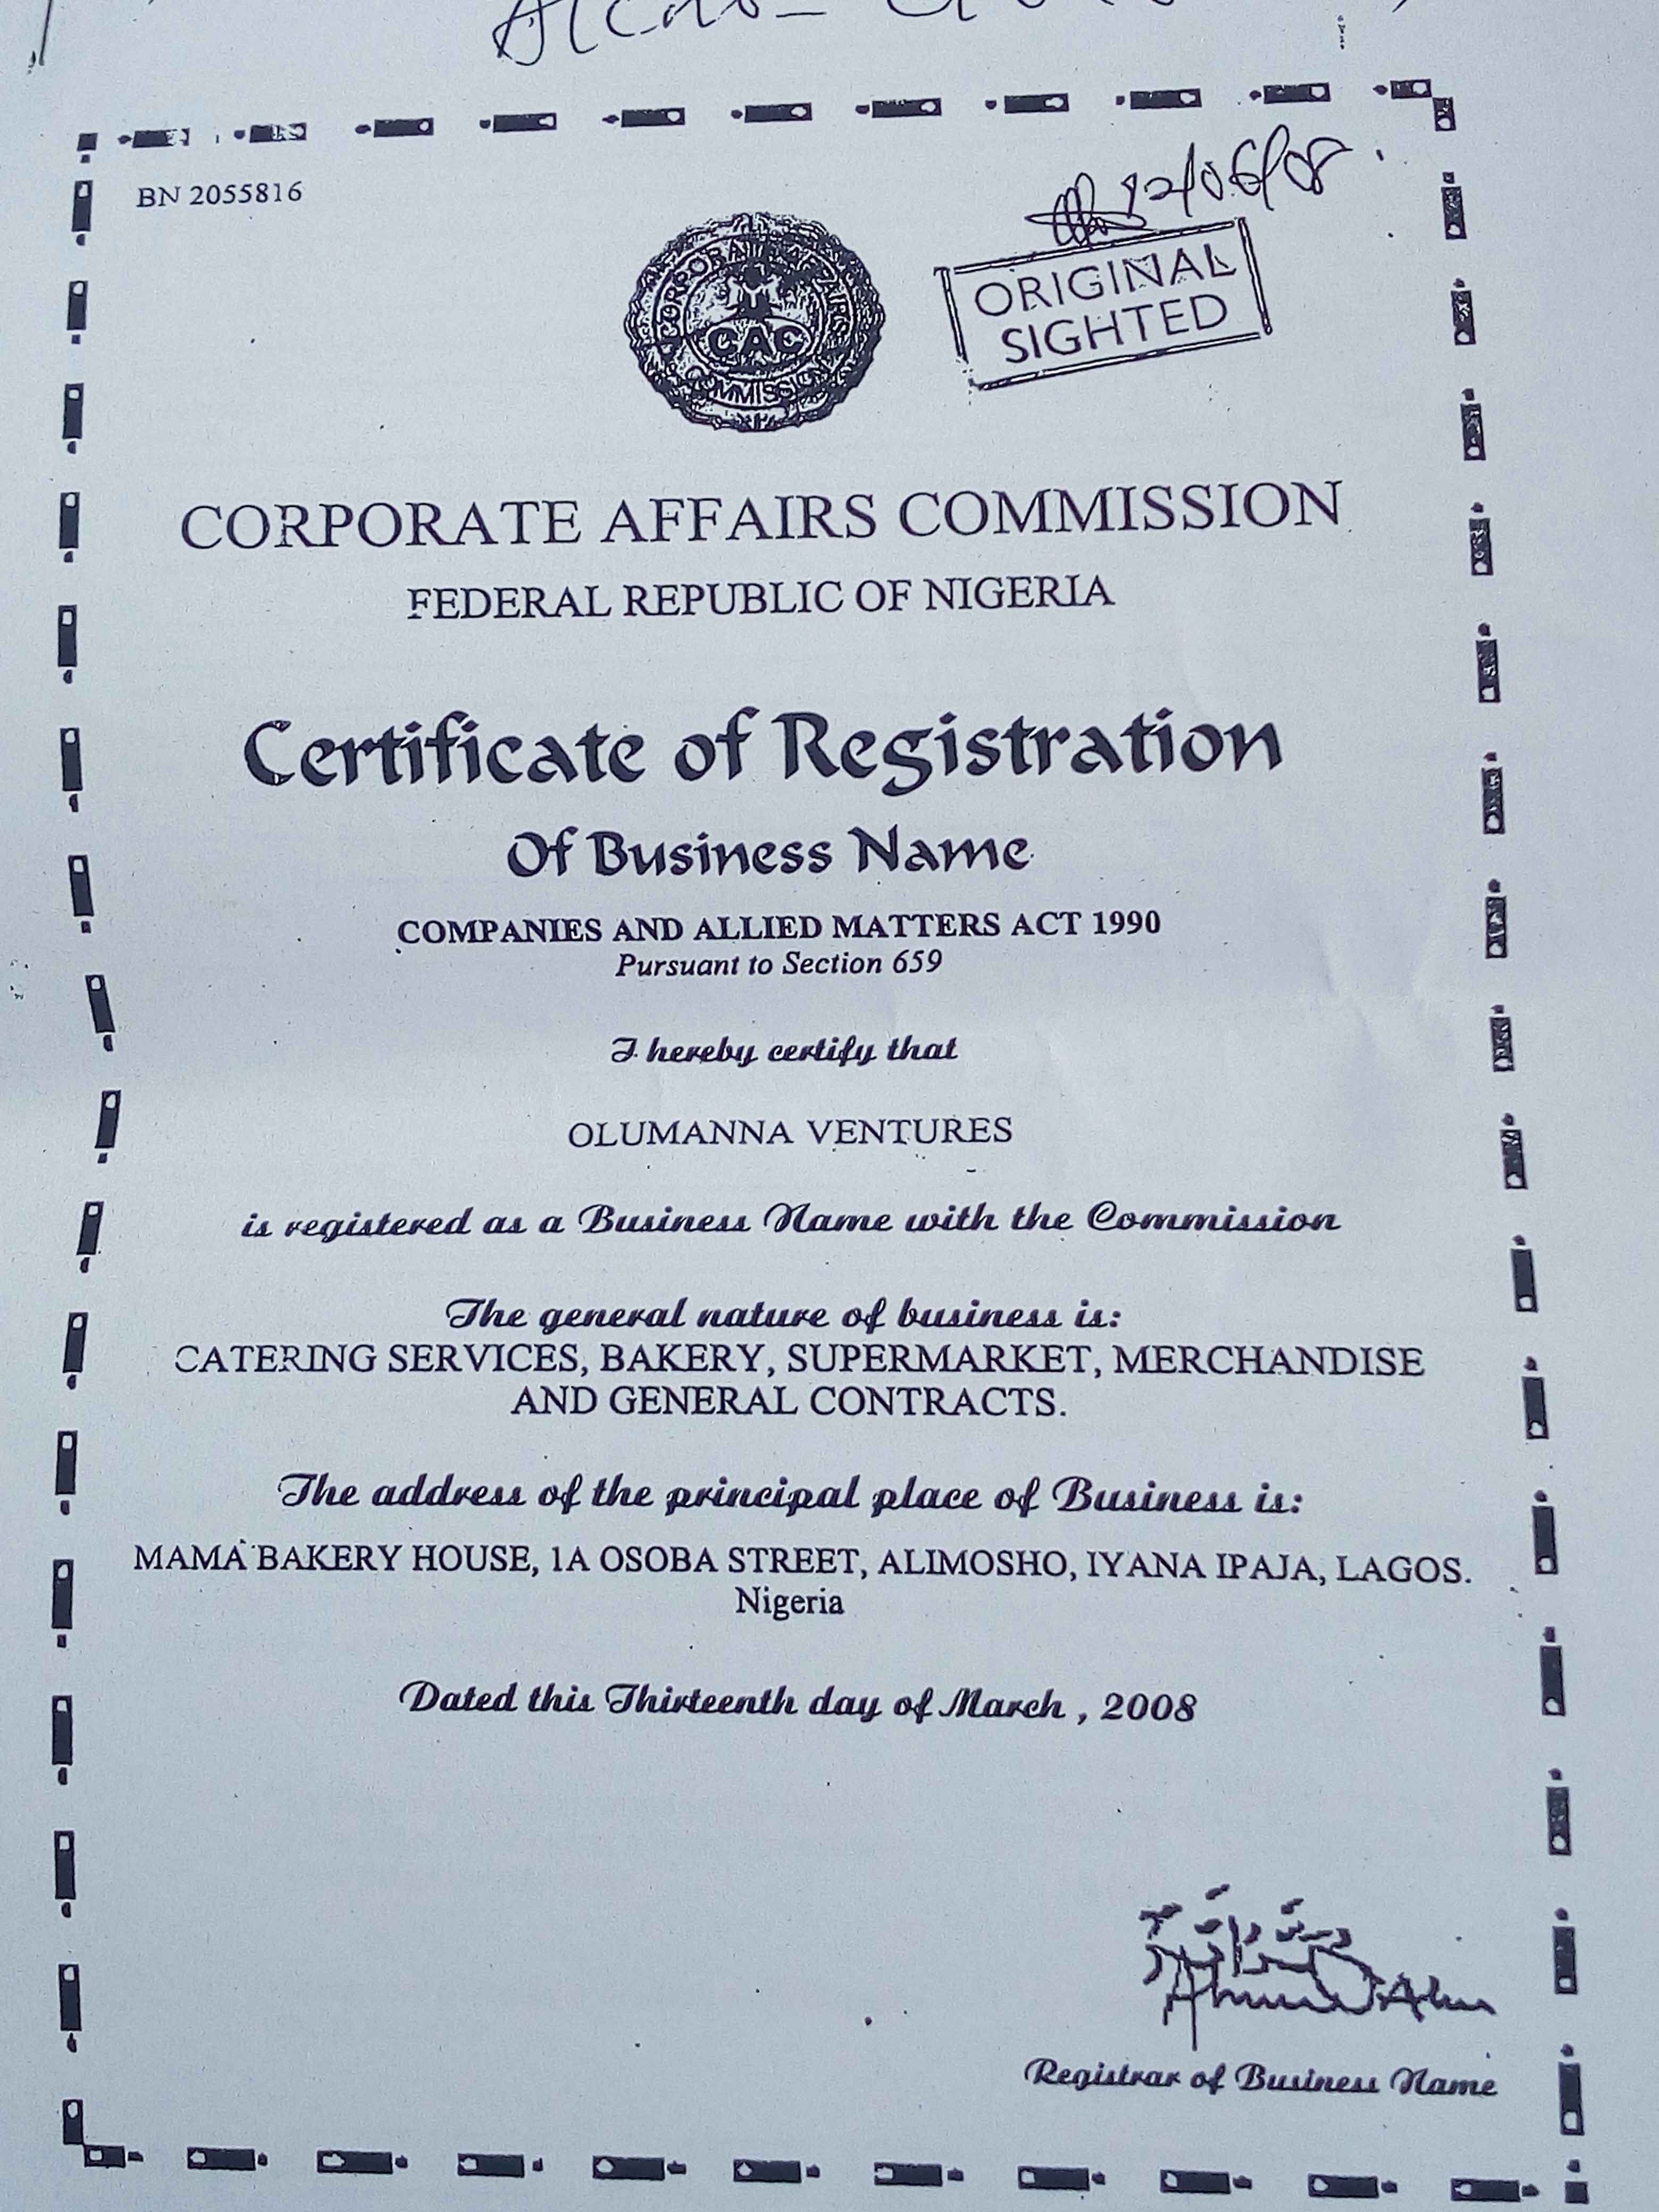 BN 2055816
12/06/08
CORPORATE AFFAIRS
CAC
COMMISSION
ORIGINAL
SIGHTED
CORPORATE AFFAIRS COMMISSION
FEDERAL REPUBLIC OF NIGERIA
Certificate of Registration
Of Business Name
COMPANIES AND ALLIED MATTERS ACT 1990
Pursuant to Section 659
I hereby certify that
OLUMANNA VENTURES
is registered as a Business Name with the Commission
The general nature of business is:
CATERING SERVICES, BAKERY, SUPERMARKET, MERCHANDISE
AND GENERAL CONTRACTS.
The address of the principal place of Business is:
MAMA BAKERY HOUSE, 1A OSOBA STREET, ALIMOSHO, IYANA IPAJA, LAGOS.
Nigeria
Dated this Thirteenth day of March , 2008
Registrar of Business Name